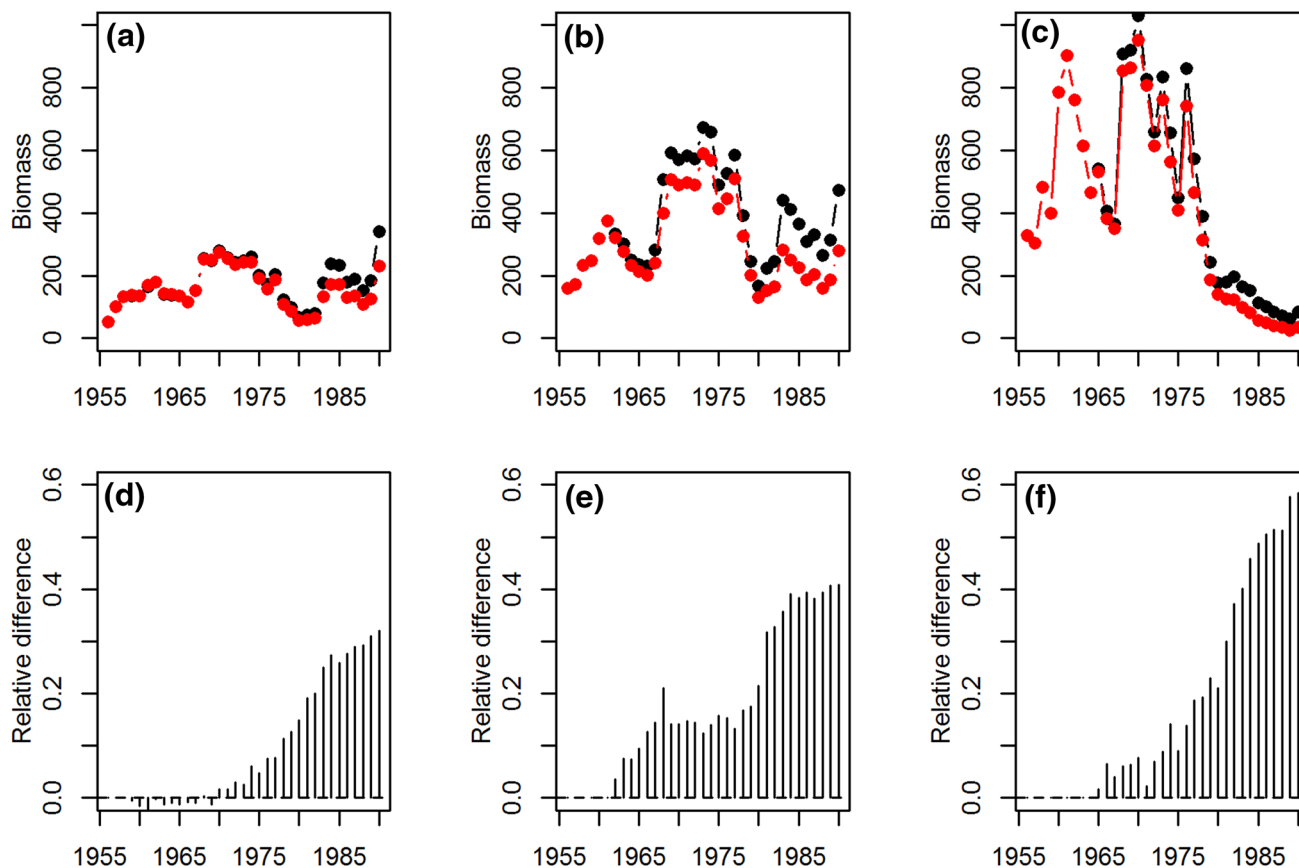 (a)
Biomass
0 200 400 600 800
1955 1965 1975 1985
(b)
Biomass
0 200 400 600 800
1955 1965 1975 1985
(c)
Biomass
0 200 400 600 800
1955 1965 1975 1985
(d)
Relative difference
0.0 0.2 0.4 0.6
1955 1965 1975 1985
(e)
Relative difference
0.0 0.2 0.4 0.6
1955 1965 1975 1985
(f)
Relative difference
0.0 0.2 0.4 0.6
1955 1965 1975 1985